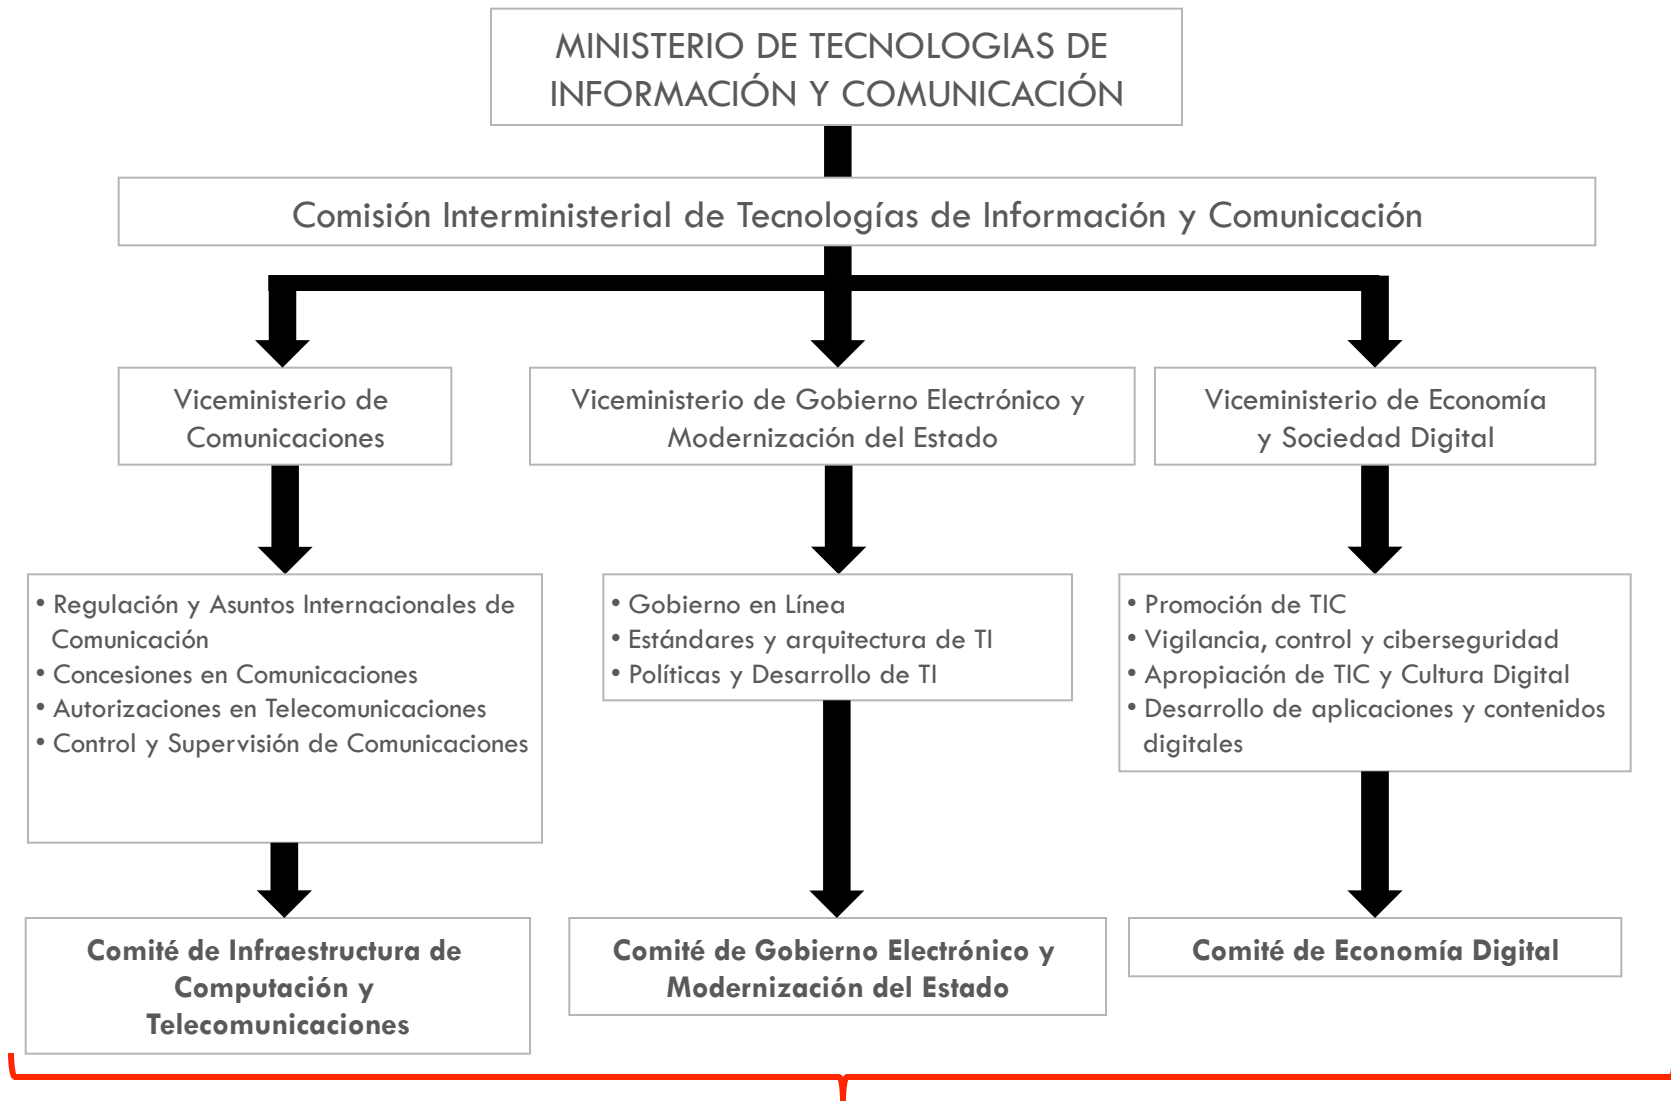 MINISTERIO DE TECNOLOGIAS DE
INFORMACIÓN Y COMUNICACIÓN
Comisión Interministerial de Tecnologías de Información y Comunicación
Viceministerio de
Comunicaciones
Viceministerio de Gobierno Electrónico y
Modernización del Estado
Viceministerio de Economía
y Sociedad Digital
• Regulación y Asuntos Internacionales de
Comunicación
• Concesiones en Comunicaciones
• Autorizaciones en Telecomunicaciones
• Control y Supervisión de Comunicaciones
• Gobierno en Línea
• Estándares y arquitectura de TI
• Políticas y Desarrollo de TI
• Promoción de TIC
• Vigilancia, control y ciberseguridad
• Apropiación de TIC y Cultura Digital
• Desarrollo de aplicaciones y contenidos
digitales
Comité de Infraestructura de
Computación y
Telecomunicaciones
Comité de Gobierno Electrónico y
Modernización del Estado
Comité de Economía Digital